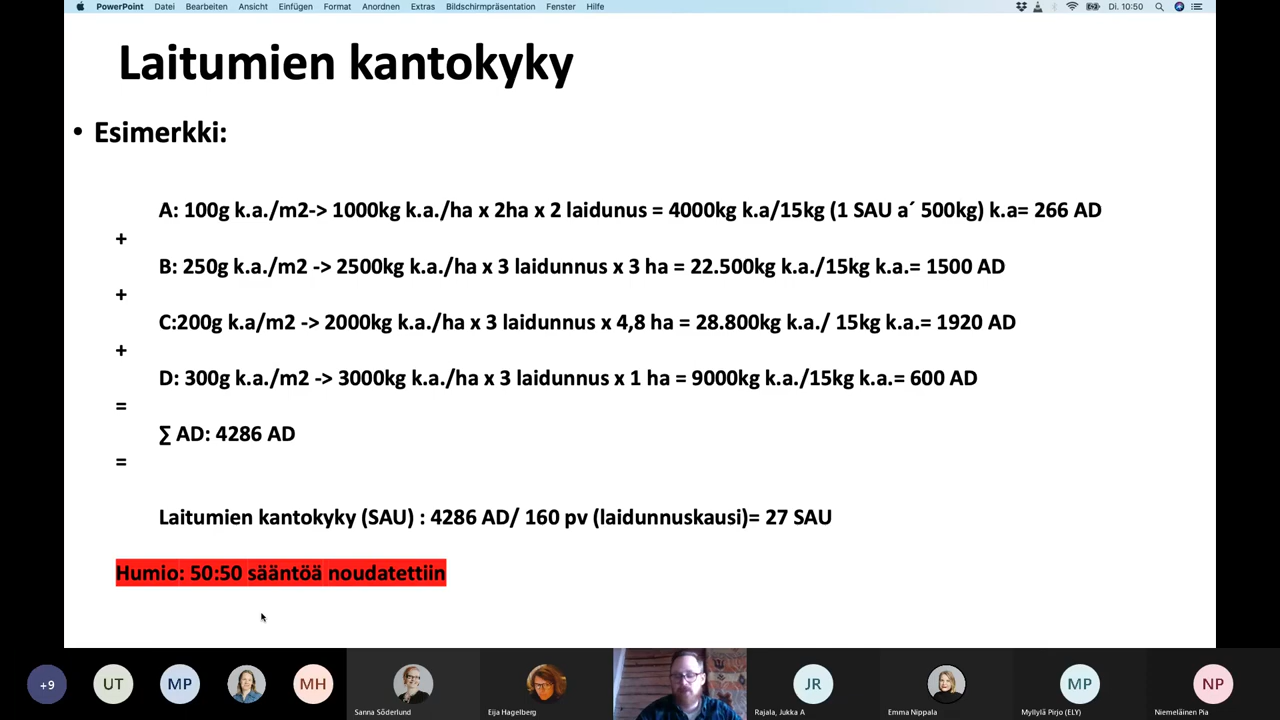 PowerPoint Datei Bearbeiten Ansicht Einfügen Format Anordnen Extras Bildschirmpräsentation Fenster Hilfe Di. 10:50
Laitumien kantokyky
• Esimerkki:
A: 100g k.a./m2-> 1000kg k.a./ha x 2ha x 2 laidunus = 4000kg k.a/15kg (1 SAU a´ 500kg) k.a= 266 AD
+
B: 250g k.a./m2 -> 2500kg k.a./ha x 3 laidunnus x 3 ha = 22.500kg k.a./15kg k.a.= 1500 AD
+
C:200g k.a/m2 -> 2000kg k.a./ha x 3 laidunnus x 4,8 ha = 28.800kg k.a./ 15kg k.a.= 1920 AD
+
D: 300g k.a./m2 -> 3000kg k.a./ha x 3 laidunnus x 1 ha = 9000kg k.a./15kg k.a.= 600 AD
=
∑ AD: 4286 AD
=
Laitumien kantokyky (SAU) : 4286 AD/ 160 pv (laidunnuskausi)= 27 SAU
Humio: 50:50 sääntöä noudatettiin
+9 UT MP MH JR MP NP
Sanna Söderlund Eija Hagelberg Rajala, Jukka A Emma Nippala Myllylä Pirjo (ELY) Niemeläinen Pia